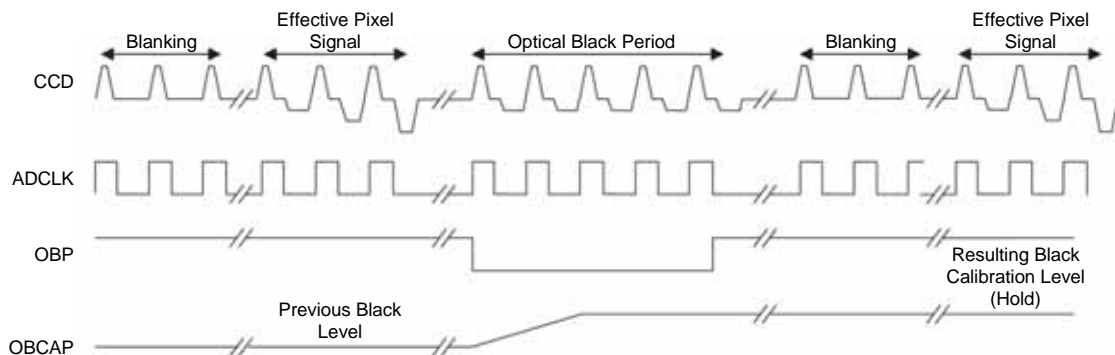 Effective Pixel
Signal
Effective Pixel
Signal
Blanking
Optical Black Period
Blanking
CCD
ADCLK
OBP
Resulting Black
Calibration Level
(Hold)
Previous Black
Level
OBCAP